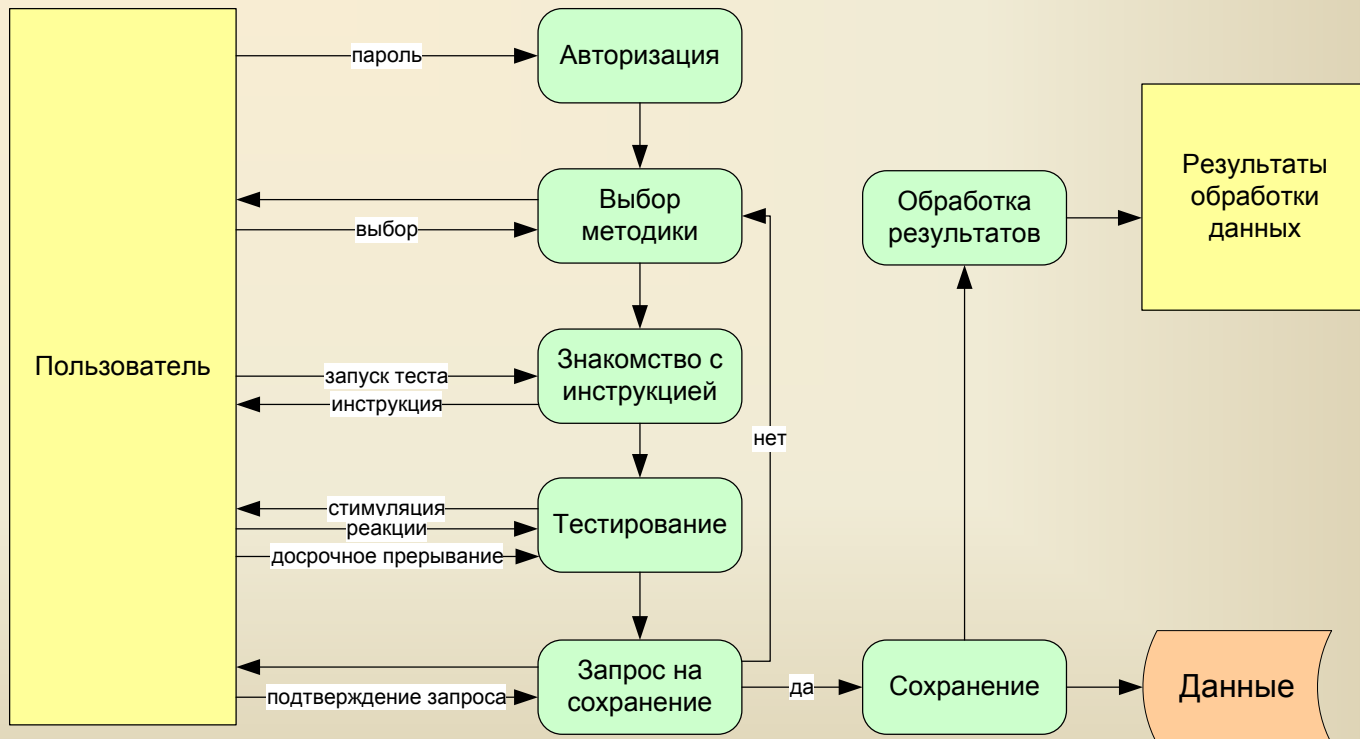 пароль
Авторизация
Выбор
методики
выбор
Обработка
результатов
Результаты
обработки
данных
Пользователь
Знакомство с
инструкцией
запуск теста
инструкция
нет
стимуляция
реакции
досрочное прерывание
Тестирование
Запрос на
сохранение
подтверждение запроса
да
Сохранение
Данные